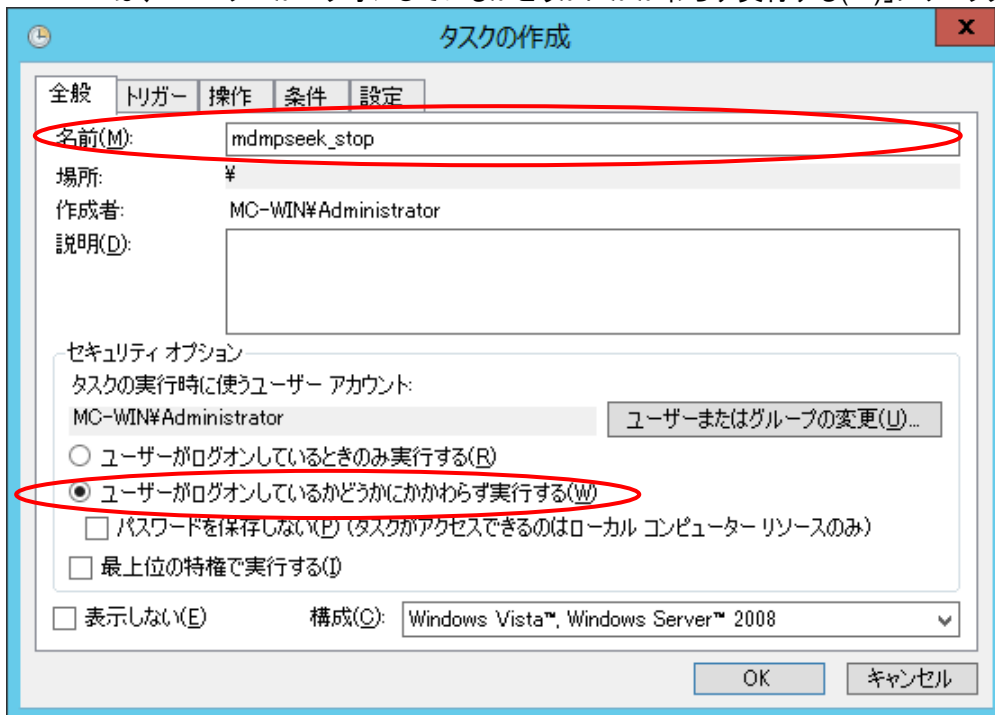 タスクの作成
x
全般 トリガー 操作 条件 設定
名前(M): mdmpseek_stop
場所: ¥
作成者: MC-WIN¥Administrator
説明(D):
セキュリティ オプション
タスクの実行時に使うユーザー アカウント:
MC-WIN¥Administrator ユーザーまたはグループの変更(U)...
ユーザーがログオンしているときのみ実行する(R)
ユーザーがログオンしているかどうかにかかわらず実行する(W)
パスワードを保存しない(P) (タスクがアクセスできるのはローカル コンピューター リソースのみ)
最上位の特権で実行する(I)
表示しない(E) 構成(C): Windows Vista™, Windows Server™ 2008
OK キャンセル